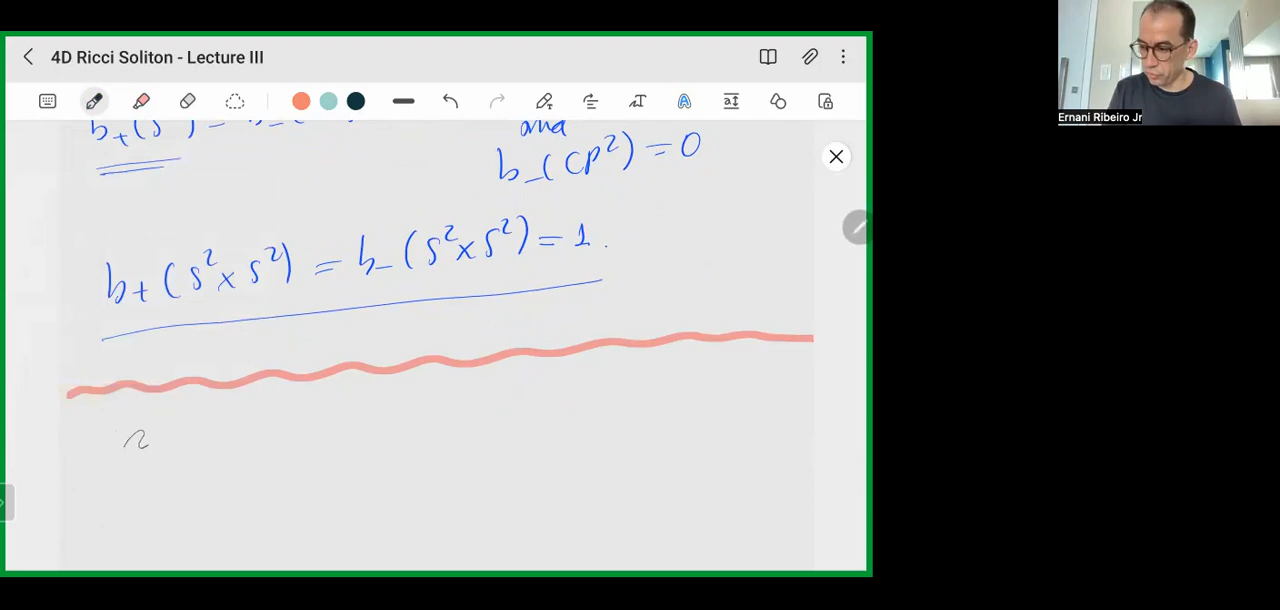 4D Ricci Soliton - Lecture III
and
b_(CP²) = 0
b+(S²×S²) = b_(S²×S²) = 1.
Ernani Ribeiro Jr